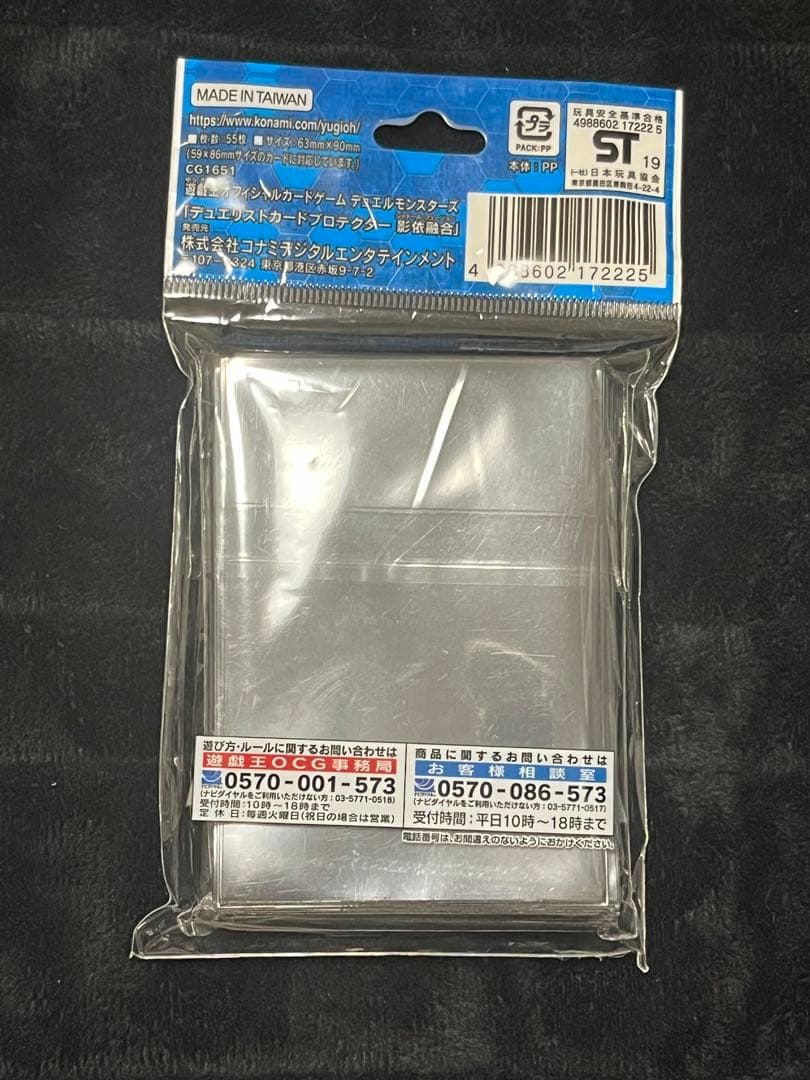 MADE IN TAIWAN
https://www.konami.com/yugioh/
■枚・数:55枚 ■サイズ:63mm×90mm
(59×86mmサイズのカードに対応しています。)
CG1651
遊戯王オフィシャルカードゲーム デュエルモンスターズ
「デュエリストカードプロテクター 影依融合」
発売元
株式会社コナミデジタルエンタテインメント
東京都港区赤坂9-7-2
プラ
PACK:PP
本体:PP
玩具安全基準合格
4988602 17222 5
ST 19
(一社)日本玩具協会
4 988602 172225
遊び方・ルールに関するお問い合わせは
遊戯王OCG事務局
0570-001-573
(ナビダイヤルをご利用いただけない方:03-5771-0518)
受付時間:10時~18時まで
定休日:毎週火曜日(祝日の場合は営業)
商品に関するお問い合わせは
お客様相談室
0570-086-573
(ナビダイヤルをご利用いただけない方:03-5771-0517)
受付時間:平日10時~18時まで
電話番号は、お間違えのないようにおかけください。